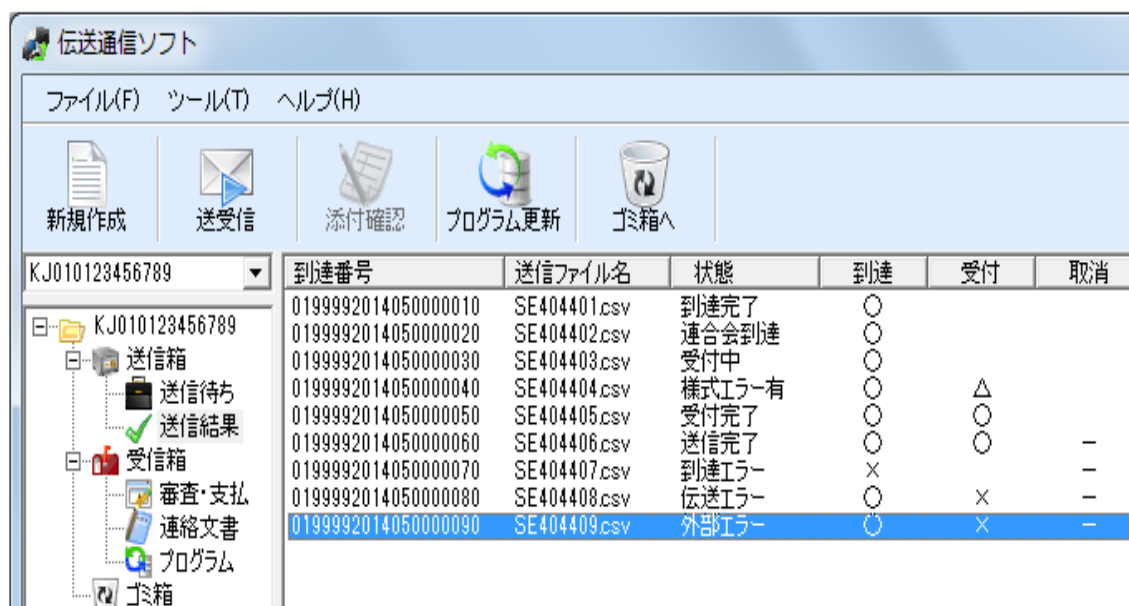 伝送通信ソフト
ファイル(F) ツール(T) ヘルプ(H)
新規作成 送受信 添付確認 プログラム更新 ゴミ箱へ
KJ010123456789
到達番号 送信ファイル名 状態 到達 受付 取消
0199992014050000010 SE404401.csv 到達完了 ○
0199992014050000020 SE404402.csv 連合会到達 ○
0199992014050000030 SE404403.csv 受付中 ○
0199992014050000040 SE404404.csv 様式エラー有 ○ △
0199992014050000050 SE404405.csv 受付完了 ○ ○
0199992014050000060 SE404406.csv 送信完了 ○ ○ −
0199992014050000070 SE404407.csv 到達エラー × −
0199992014050000080 SE404408.csv 伝送エラー ○ × −
0199992014050000090 SE404409.csv 外部エラー ○ × −
KJ010123456789
送信箱
送信待ち
送信結果
受信箱
審査・支払
連絡文書
プログラム
ゴミ箱